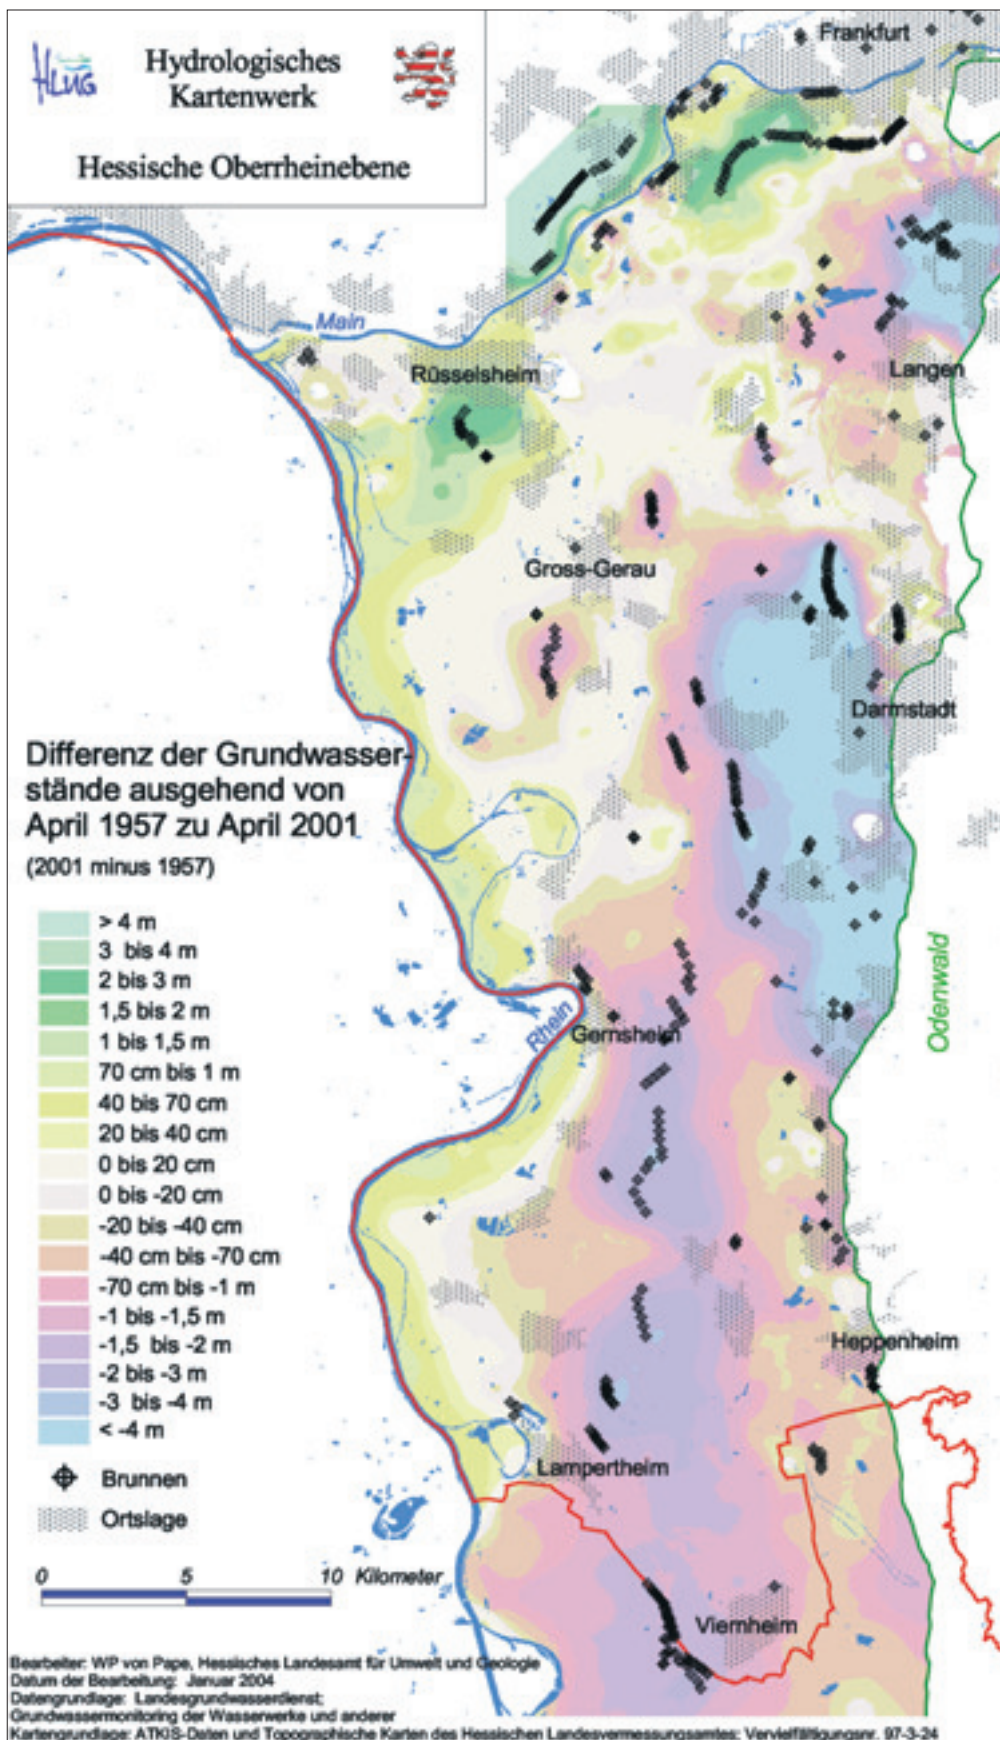 HLUG
Hydrologisches
Kartenwerk
Hessische Oberrheinebene
Frankfurt
Main
Rüsselsheim
Langen
Gross-Gerau
Darmstadt
Differenz der Grundwasser-
stände ausgehend von
April 1957 zu April 2001
(2001 minus 1957)
> 4 m
3 bis 4 m
2 bis 3 m
1,5 bis 2 m
1 bis 1,5 m
70 cm bis 1 m
40 bis 70 cm
20 bis 40 cm
0 bis 20 cm
0 bis -20 cm
-20 bis -40 cm
-40 cm bis -70 cm
-70 cm bis -1 m
-1 bis -1,5 m
-1,5 bis -2 m
-2 bis -3 m
-3 bis -4 m
< -4 m
Brunnen
Ortslage
Rhein
Gernsheim
Odenwald
Heppenheim
Lampertheim
Viernheim
0 5 10 Kilometer
Bearbeiter: WP von Pape, Hessisches Landesamt für Umwelt und Geologie
Datum der Bearbeitung: Januar 2004
Datengrundlage: Landesgrundwasserdienst;
Grundwassermonitoring der Wasserwerke und anderer
Kartengrundlage: ATKIS-Daten und Topographische Karten des Hessischen Landesvermessungsamtes; Vervielfältigungsnr. 97-3-24